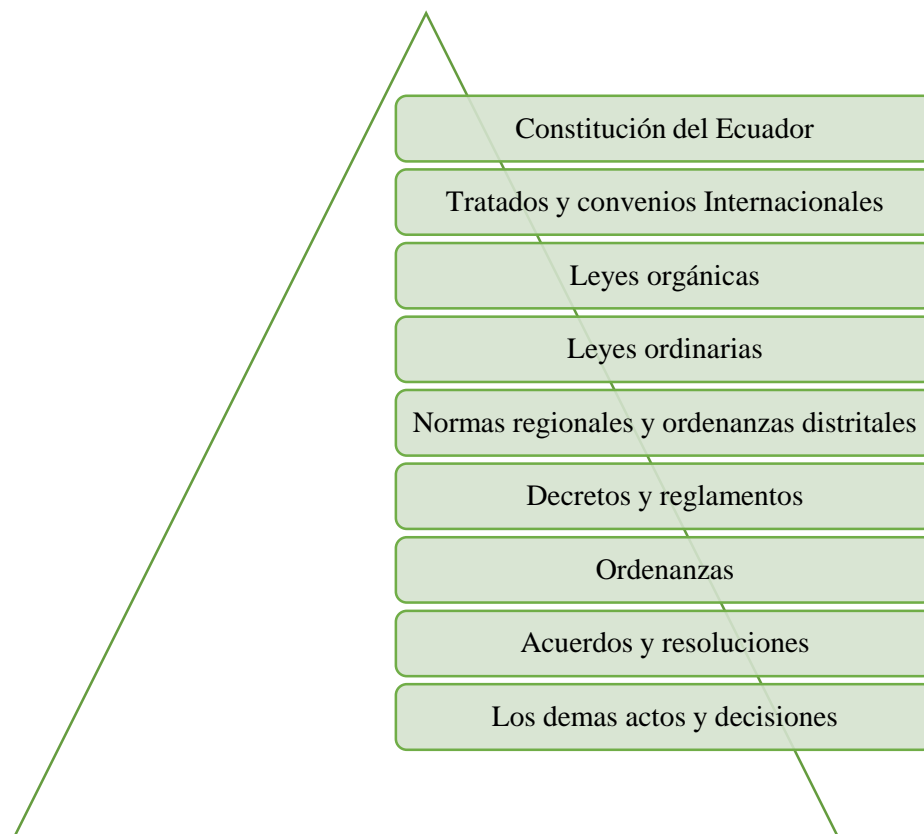 Constitución del Ecuador
Tratados y convenios Internacionales
Leyes orgánicas
Leyes ordinarias
Normas regionales y ordenanzas distritales
Decretos y reglamentos
Ordenanzas
Acuerdos y resoluciones
Los demas actos y decisiones